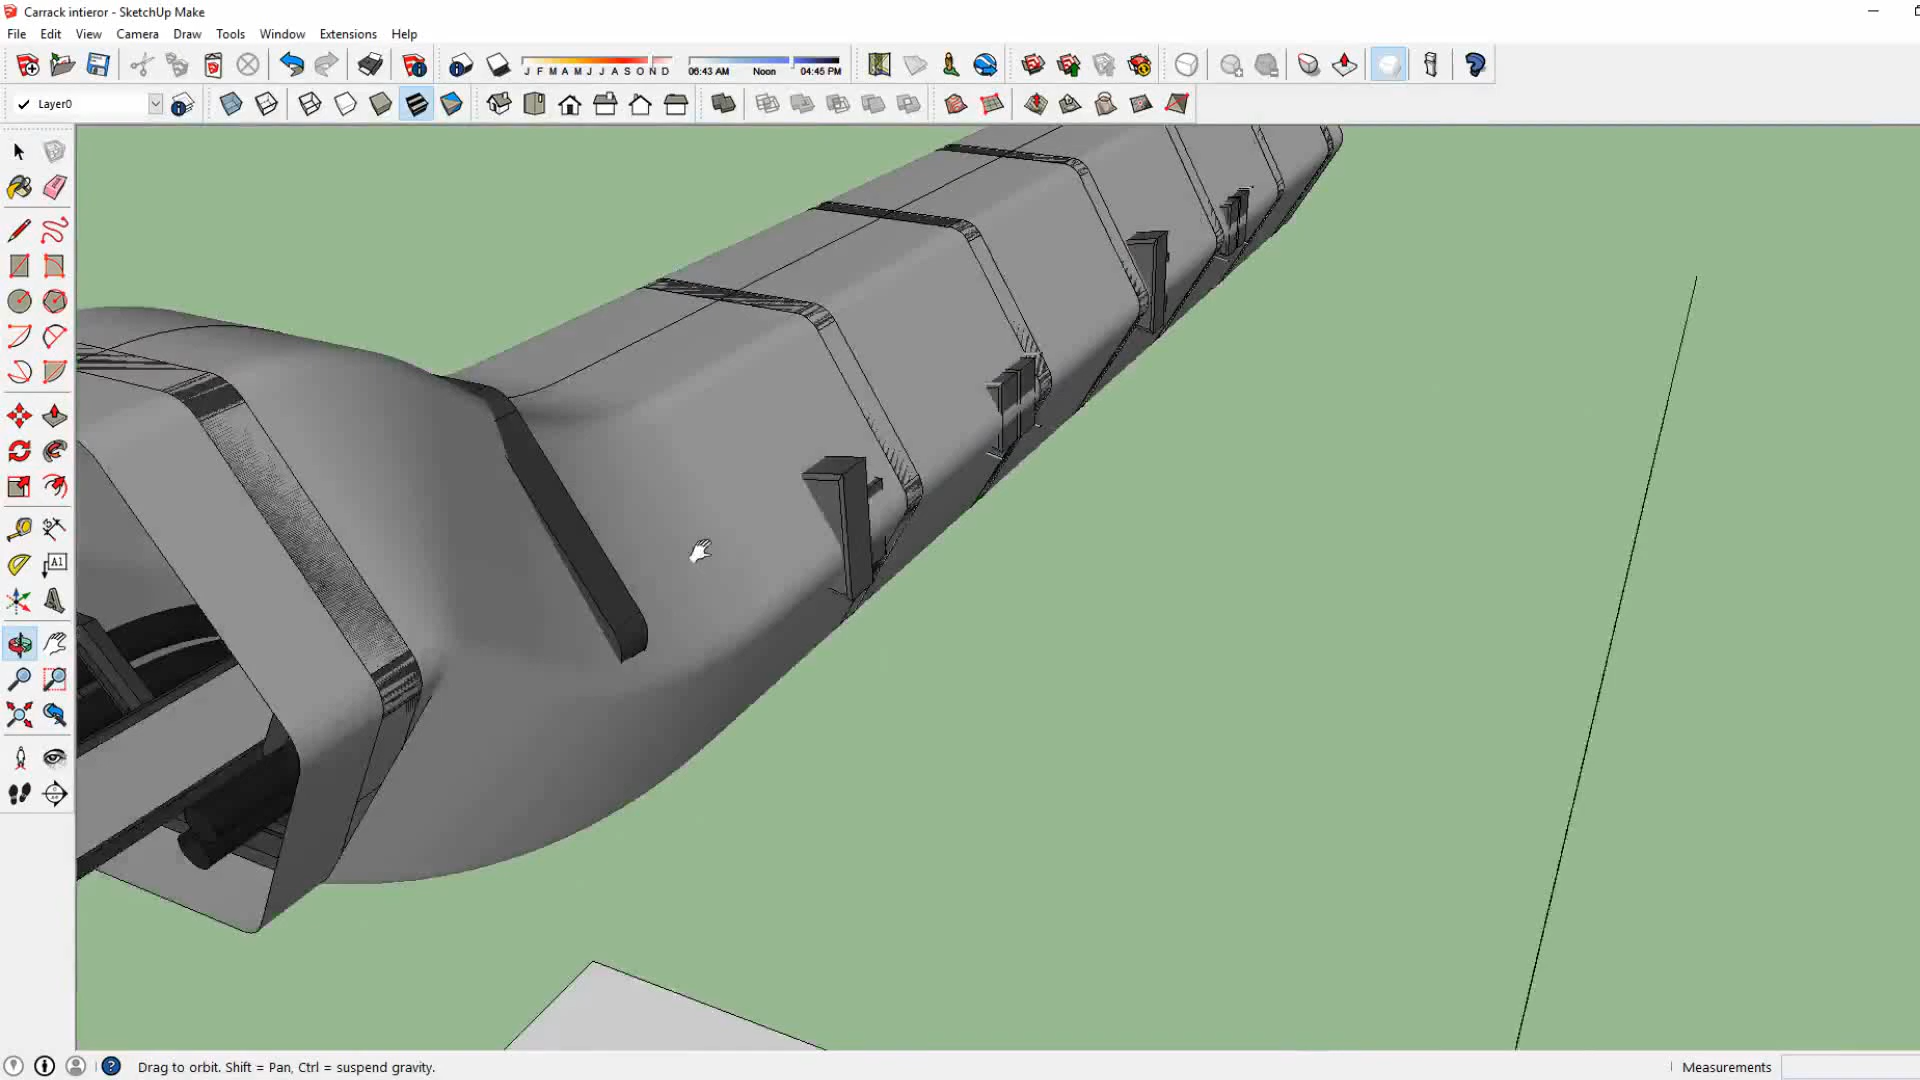 Carrack intieror - SketchUp Make
File Edit View Camera Draw Tools Window Extensions Help
J F M A M J J A S O N D 06:43 AM Noon 04:45 PM
Layer0
A1
Drag to orbit. Shift = Pan, Ctrl = suspend gravity. Measurements